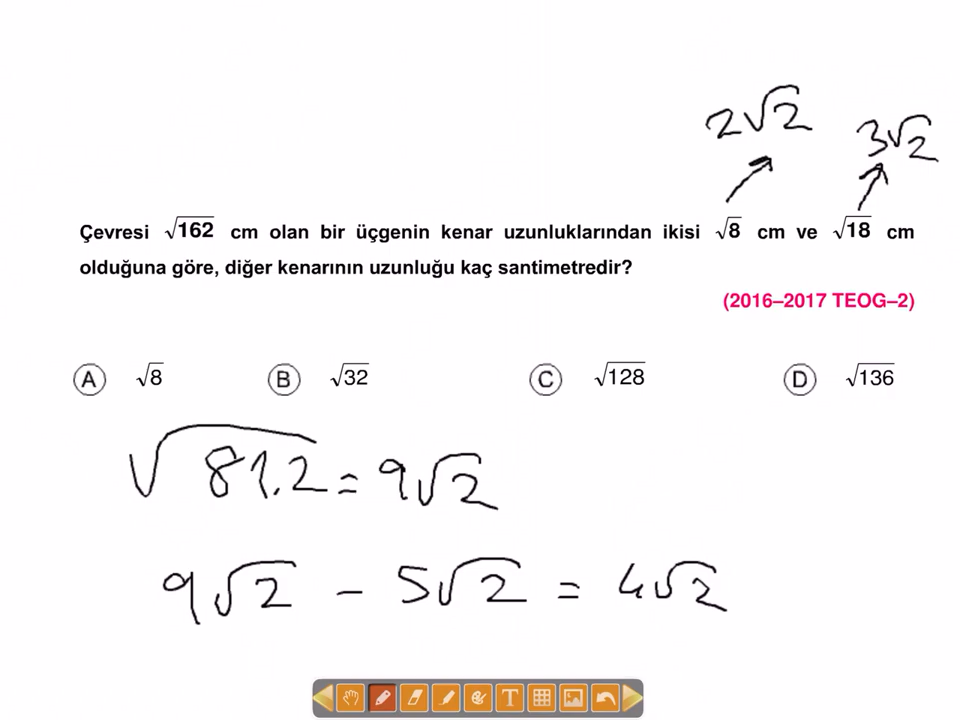 2√2 3√2
Çevresi √162 cm olan bir üçgenin kenar uzunluklarından ikisi √8 cm ve √18 cm
olduğuna göre, diğer kenarının uzunluğu kaç santimetredir?
(2016–2017 TEOG–2)
A √8 B √32 C √128 D √136
√81.2 = 9√2
9√2 - 5√2 = 4√2
T